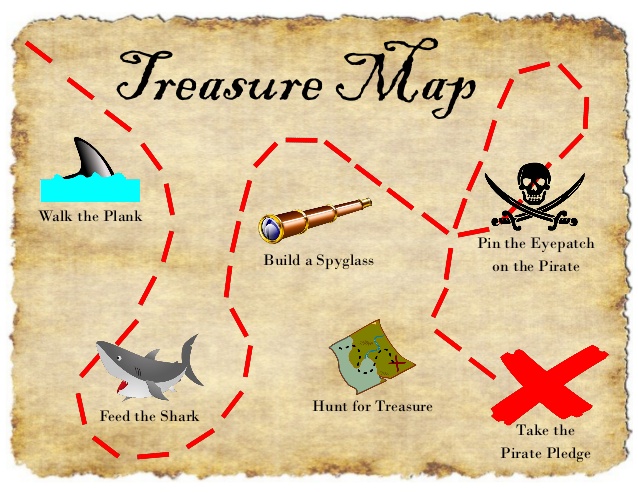 Treasure Map
Walk the Plank
Build a Spyglass
Pin the Eyepatch
on the Pirate
Feed the Shark
Hunt for Treasure
Take the
Pirate Pledge